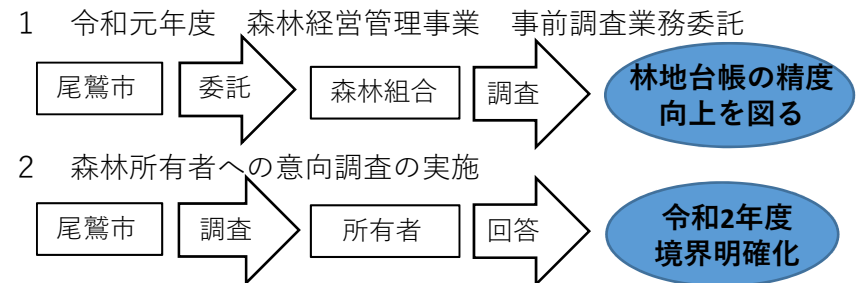 1 令和元年度 森林経営管理事業 事前調査業務委託
尾鷲市 委託 森林組合 調査 林地台帳の精度
向上を図る
2 森林所有者への意向調査の実施
尾鷲市 調査 所有者 回答 令和2年度
境界明確化